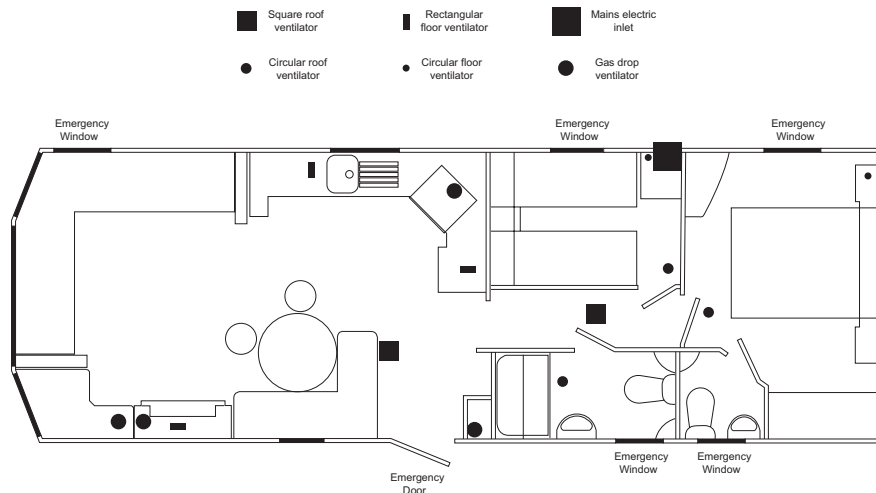 Square roof
ventilator
Rectangular
floor ventilator
Mains electric
inlet
Circular roof
ventilator
Circular floor
ventilator
Gas drop
ventilator
Emergency
Window
Emergency
Window
Emergency
Window
Emergency
Window
Emergency
Window
Emergency
Door